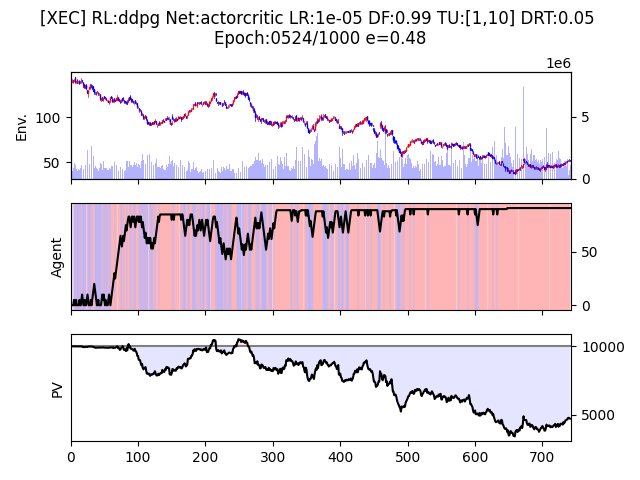 [XEC] RL:ddpg Net:actorcritic LR:1e-05 DF:0.99 TU:[1,10] DRT:0.05
Epoch:0524/1000 e=0.48
1e6
Env.
100
50
5
0
Agent
50
0
PV
10000
5000
0 100 200 300 400 500 600 700